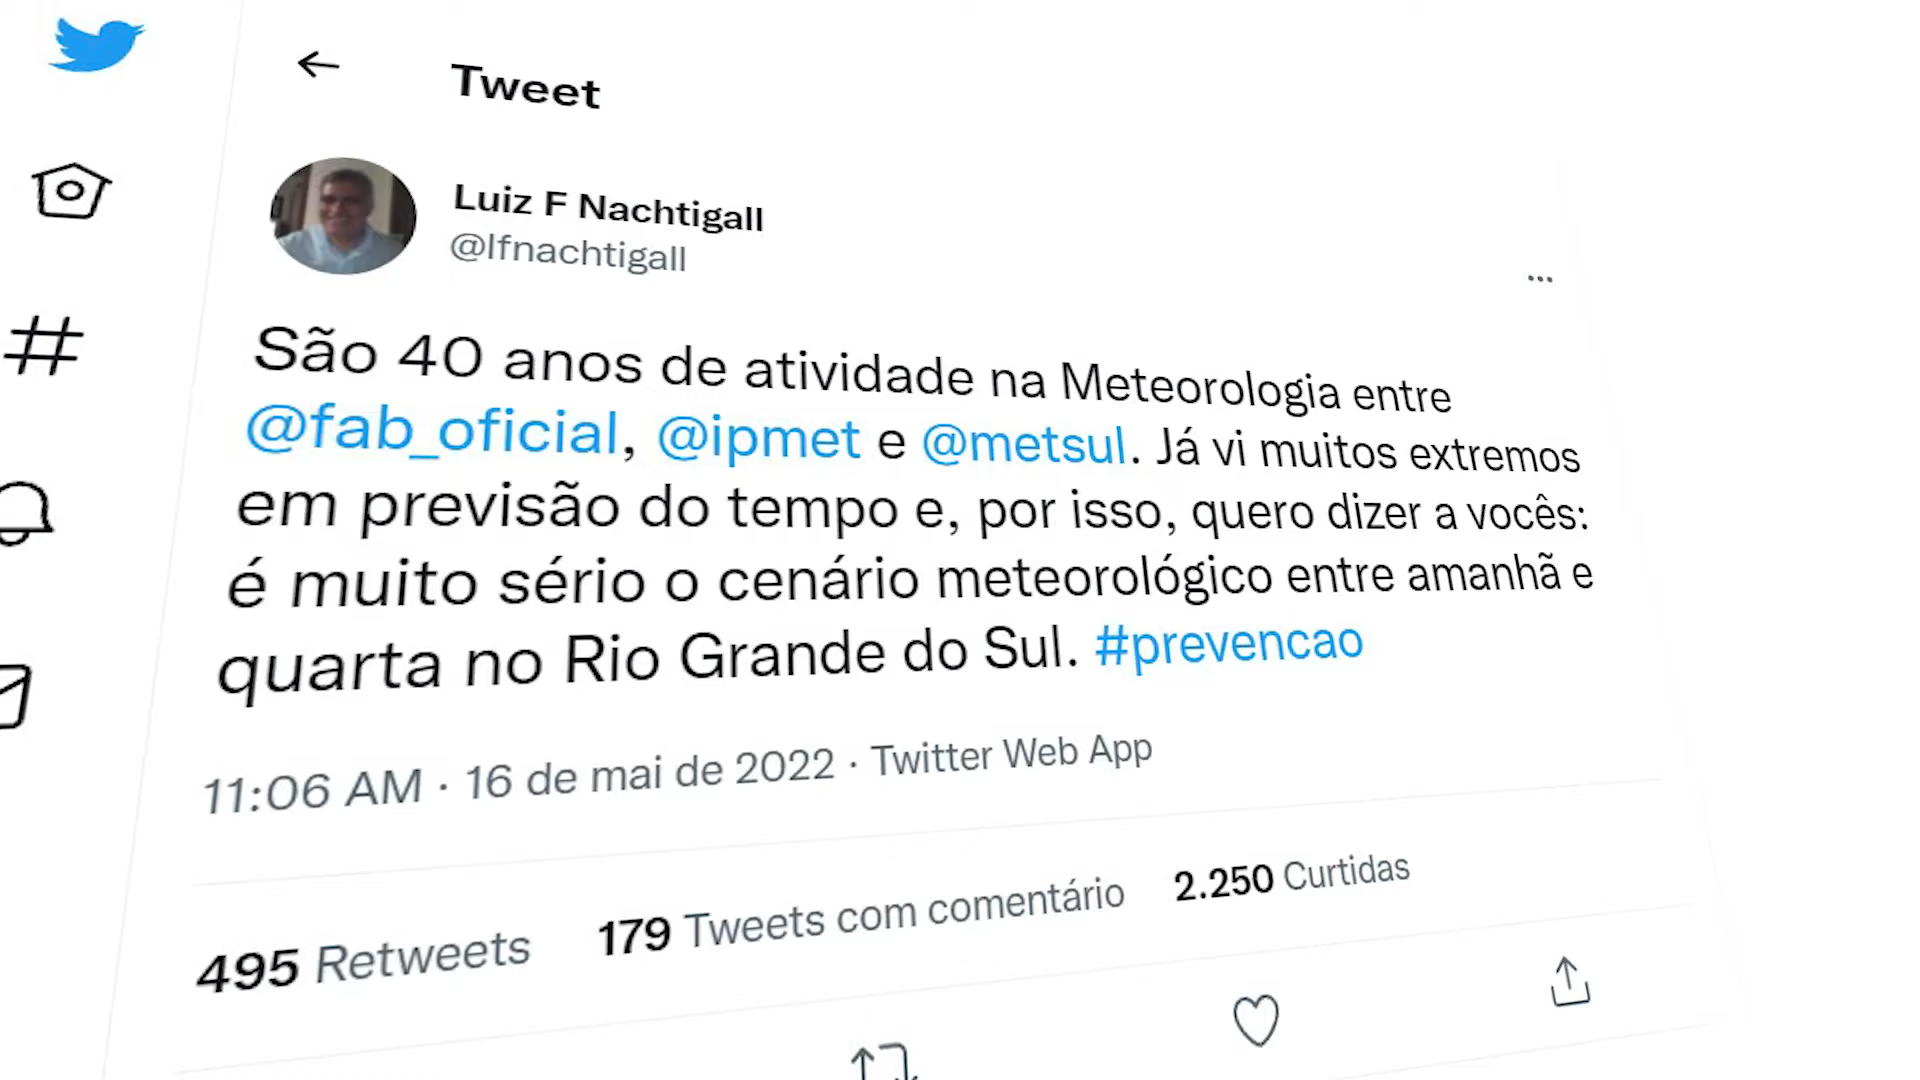 Tweet
Luiz F Nachtigall
@lfnachtigall
São 40 anos de atividade na Meteorologia entre
@fab_oficial, @ipmet e @metsul. Já vi muitos extremos
em previsão do tempo e, por isso, quero dizer a vocês:
é muito sério o cenário meteorológico entre amanhã e
quarta no Rio Grande do Sul. #prevencao
11:06 AM · 16 de mai de 2022 · Twitter Web App
495 Retweets 179 Tweets com comentário 2.250 Curtidas